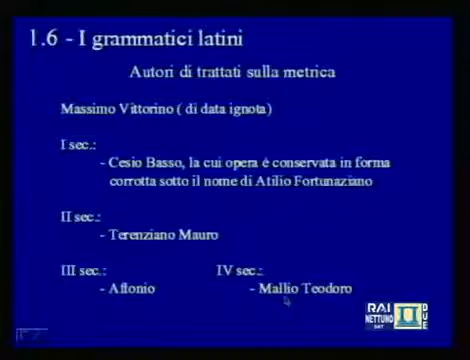 1.6 - I grammatici latini
Autori di trattati sulla metrica
Massimo Vittorino ( di data ignota)
I sec.:
- Cesio Basso, la cui opera è conservata in forma
corrotta sotto il nome di Atilio Fortunaziano
II sec.:
- Terenziano Mauro
III sec.: IV sec.:
- Aftonio - Mallio Teodoro
RAI
NETTUNO
SAT
DUE